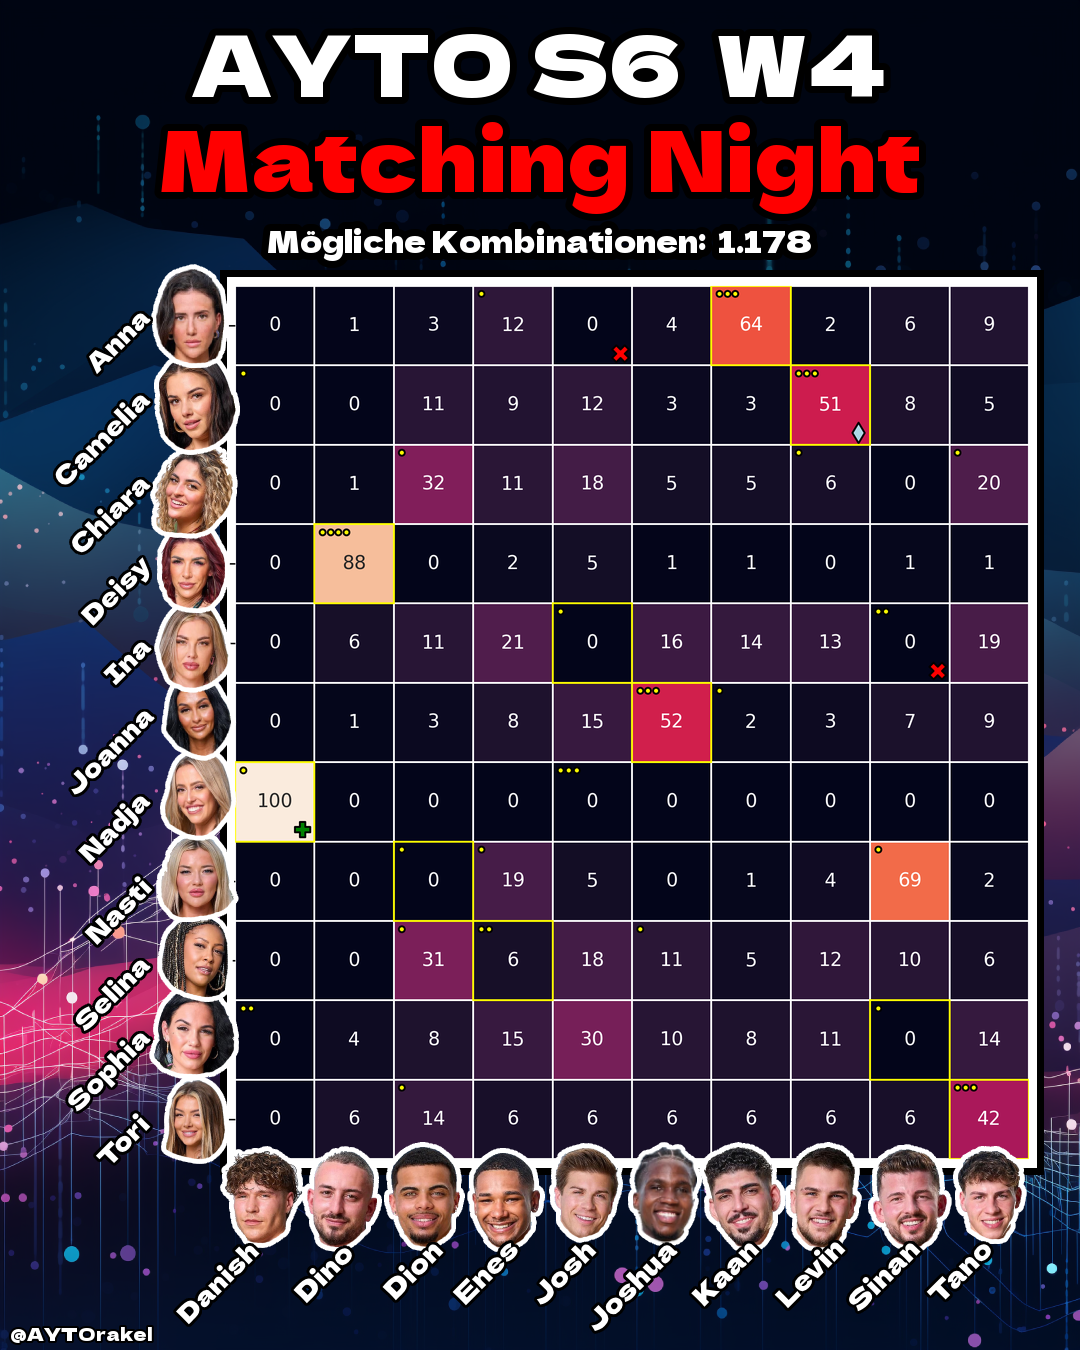 AYTO S6 W4
Matching Night
Mögliche Kombinationen: 1.178
Anna 0 1 3 12 0 4 64 2 6 9
Camelia 0 0 11 9 12 3 3 51 8 5
Chiara 0 1 32 11 18 5 5 6 0 20
Deisy 0 88 0 2 5 1 1 0 1 1
Ina 0 6 11 21 0 16 14 13 0 19
Joanna 0 1 3 8 15 52 2 3 7 9
Nadja 100 0 0 0 0 0 0 0 0 0
Nasti 0 0 0 19 5 0 1 4 69 2
Selina 0 0 31 6 18 11 5 12 10 6
Sophia 0 4 8 15 30 10 8 11 0 14
Tori 0 6 14 6 6 6 6 6 6 42
Danish Dino Dion Enes Josh Joshua Kaan Levin Sinan Tano
@AYTOrakel